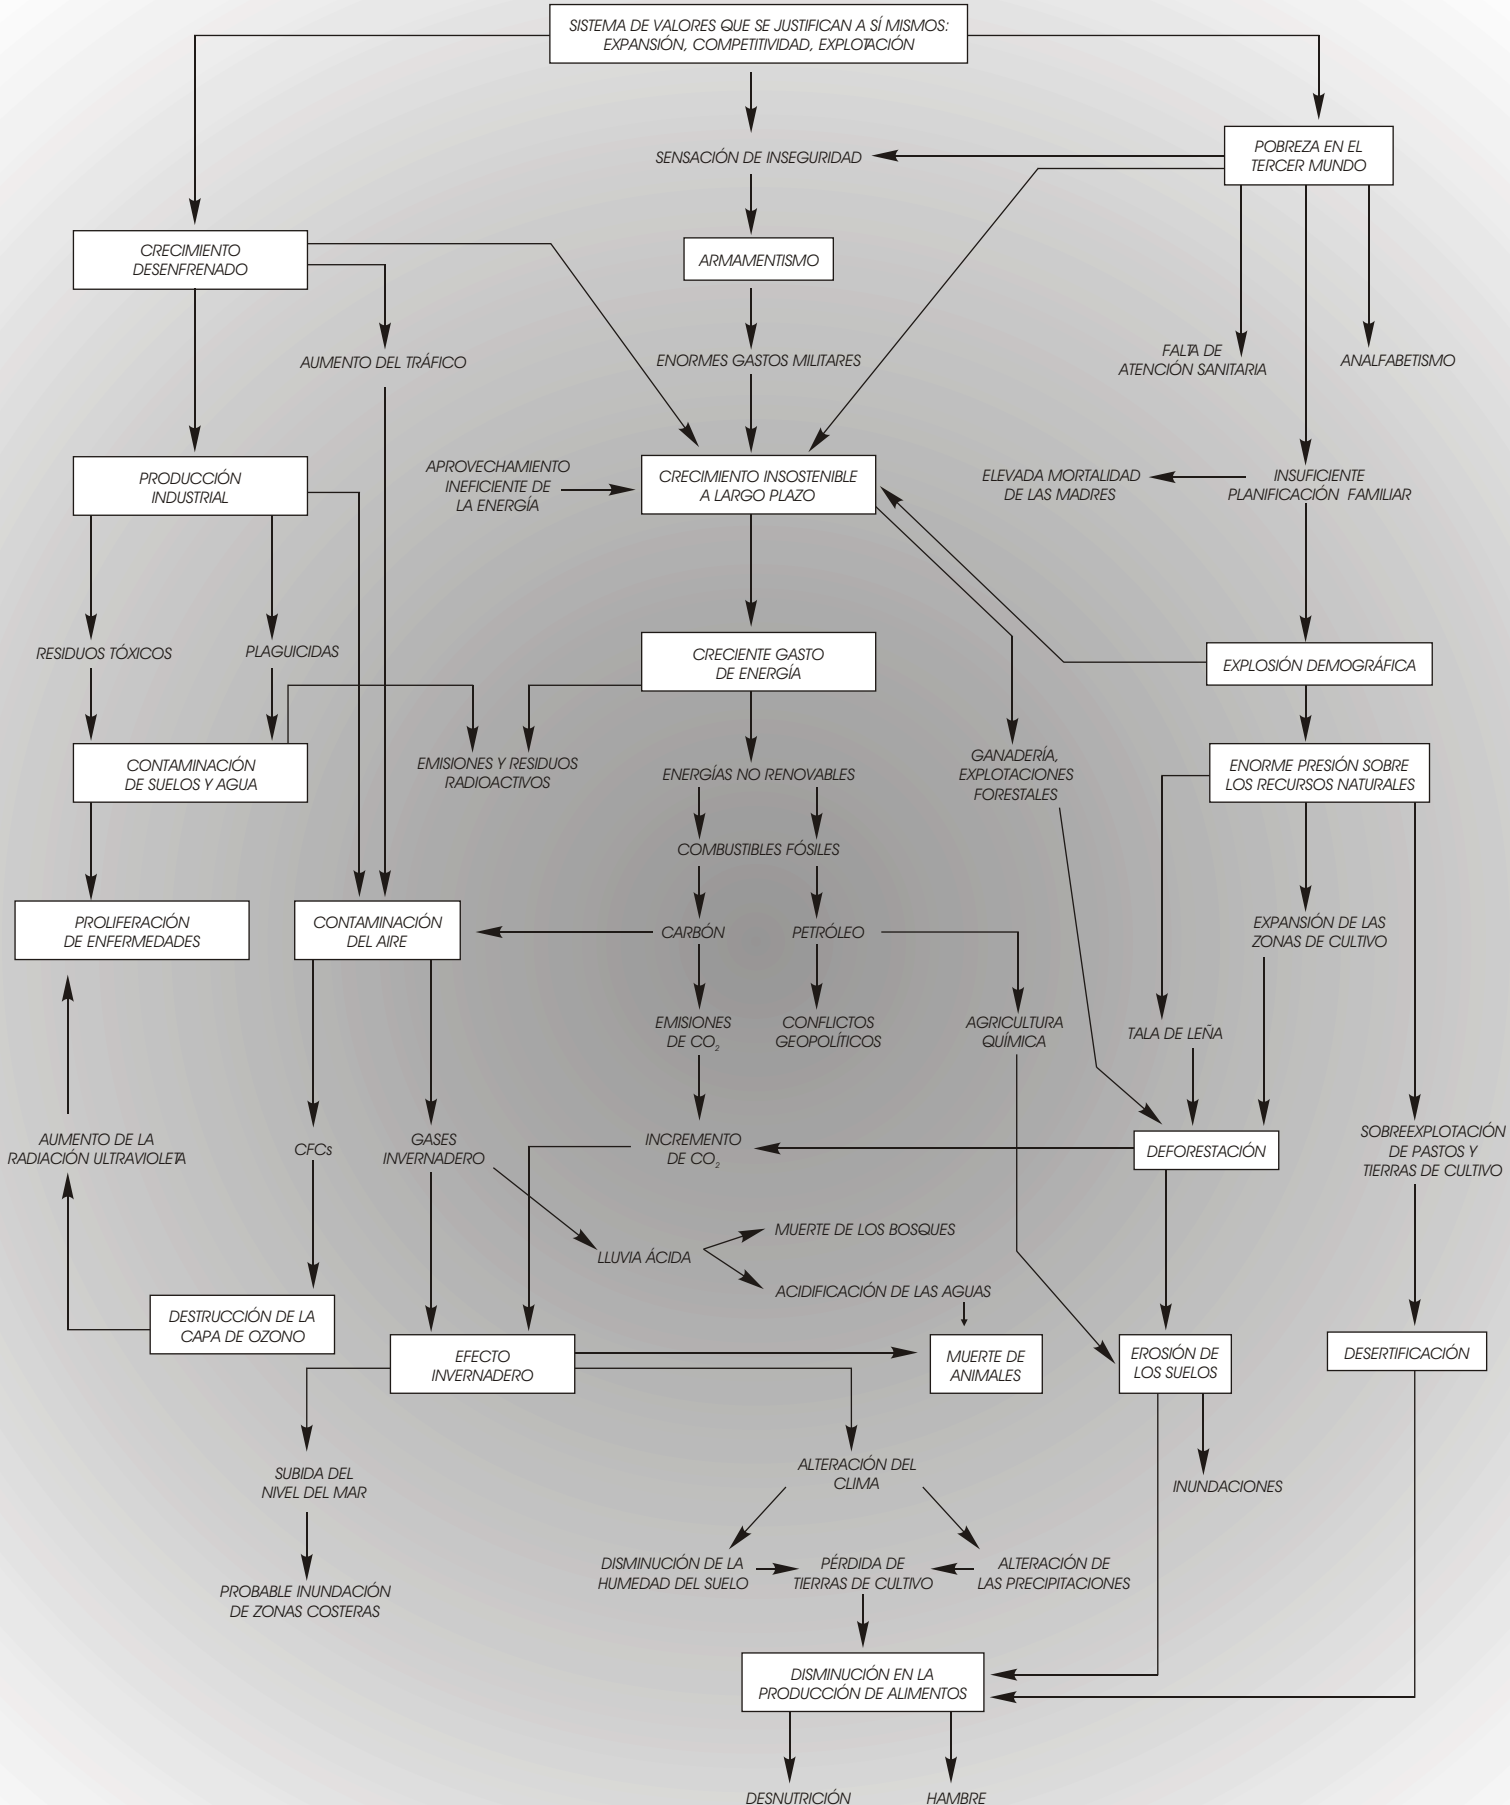 SISTEMA DE VALORES QUE SE JUSTIFICAN A SÍ MISMOS:
EXPANSIÓN, COMPETITIVIDAD, EXPLOTACIÓN
POBREZA EN EL
TERCER MUNDO
SENSACIÓN DE INSEGURIDAD
CRECIMIENTO
DESENFRENADO
ARMAMENTISMO
AUMENTO DEL TRÁFICO
ENORMES GASTOS MILITARES
FALTA DE
ATENCIÓN SANITARIA
ANALFABETISMO
PRODUCCIÓN
INDUSTRIAL
APROVECHAMIENTO
INEFICIENTE DE
LA ENERGÍA
CRECIMIENTO INSOSTENIBLE
A LARGO PLAZO
ELEVADA MORTALIDAD
DE LAS MADRES
INSUFICIENTE
PLANIFICACIÓN FAMILIAR
RESIDUOS TÓXICOS
PLAGUICIDAS
CRECIENTE GASTO
DE ENERGÍA
EXPLOSIÓN DEMOGRÁFICA
CONTAMINACIÓN
DE SUELOS Y AGUA
EMISIONES Y RESIDUOS
RADIOACTIVOS
ENERGÍAS NO RENOVABLES
GANADERÍA,
EXPLOTACIONES
FORESTALES
ENORME PRESIÓN SOBRE
LOS RECURSOS NATURALES
COMBUSTIBLES FÓSILES
PROLIFERACIÓN
DE ENFERMEDADES
CONTAMINACIÓN
DEL AIRE
CARBÓN
PETRÓLEO
EXPANSIÓN DE LAS
ZONAS DE CULTIVO
EMISIONES
DE CO2
CONFLICTOS
GEOPOLÍTICOS
AGRICULTURA
QUÍMICA
TALA DE LEÑA
AUMENTO DE LA
RADIACIÓN ULTRAVIOLETA
CFCs
GASES
INVERNADERO
INCREMENTO
DE CO2
DEFORESTACIÓN
SOBREEXPLOTACIÓN
DE PASTOS Y
TIERRAS DE CULTIVO
LLUVIA ÁCIDA
MUERTE DE LOS BOSQUES
ACIDIFICACIÓN DE LAS AGUAS
DESTRUCCIÓN DE LA
CAPA DE OZONO
EFECTO
INVERNADERO
MUERTE DE
ANIMALES
EROSIÓN DE
LOS SUELOS
DESERTIFICACIÓN
SUBIDA DEL
NIVEL DEL MAR
ALTERACIÓN DEL
CLIMA
INUNDACIONES
PROBABLE INUNDACIÓN
DE ZONAS COSTERAS
DISMINUCIÓN DE LA
HUMEDAD DEL SUELO
PÉRDIDA DE
TIERRAS DE CULTIVO
ALTERACIÓN DE
LAS PRECIPITACIONES
DISMINUCIÓN EN LA
PRODUCCIÓN DE ALIMENTOS
DESNUTRICIÓN
HAMBRE